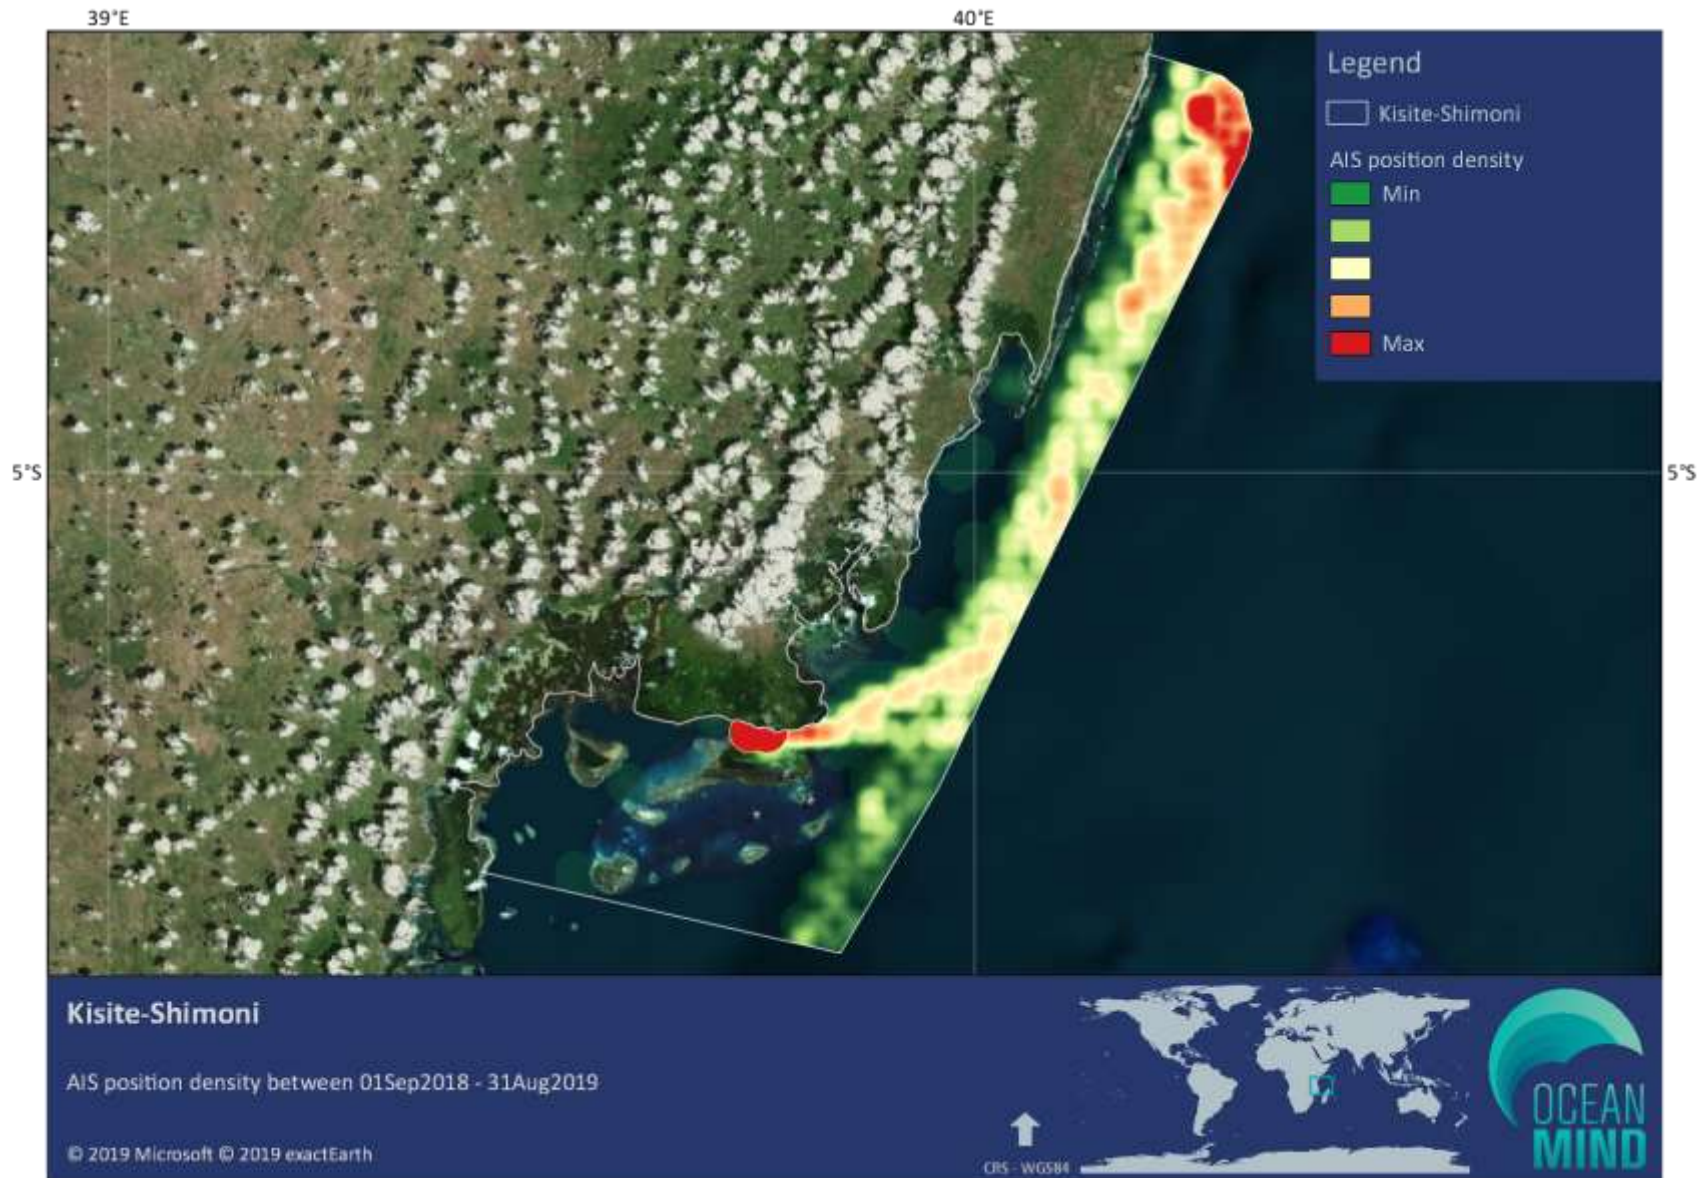 39°E
40°E
Legend
Kisite-Shimoni
AIS position density
Min
Max
5°S
5°S
Kisite-Shimoni
AIS position density between 01Sep2018 - 31Aug2019
© 2019 Microsoft © 2019 exactEarth
CRS - WGS84
OCEAN
MIND